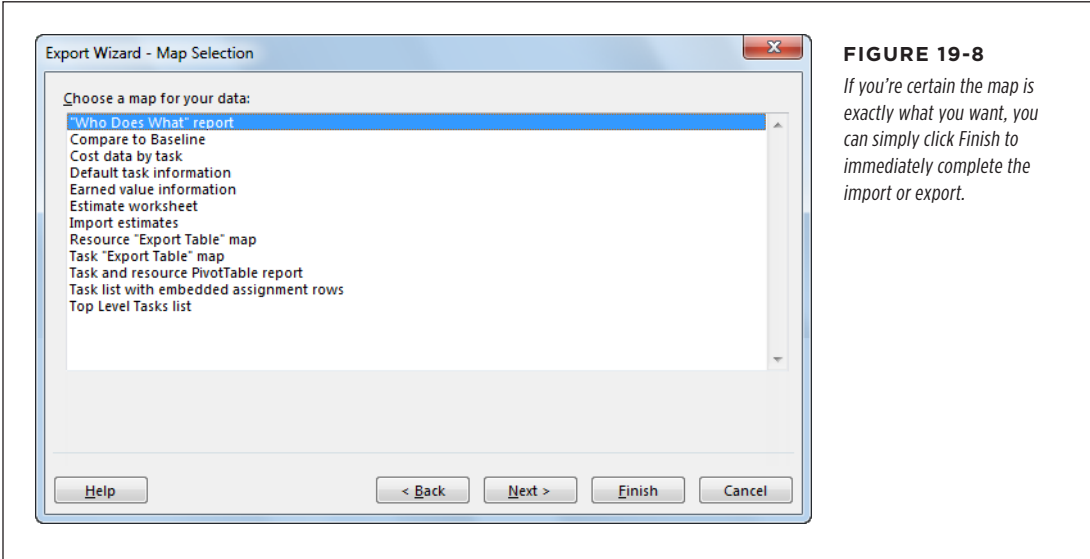 Export Wizard - Map Selection
Choose a map for your data:
"Who Does What" report
Compare to Baseline
Cost data by task
Default task information
Earned value information
Estimate worksheet
Import estimates
Resource "Export Table" map
Task "Export Table" map
Task and resource PivotTable report
Task list with embedded assignment rows
Top Level Tasks list
Help
< Back
Next >
Finish
Cancel
FIGURE 19-8
If you're certain the map is
exactly what you want, you
can simply click Finish to
immediately complete the
import or export.